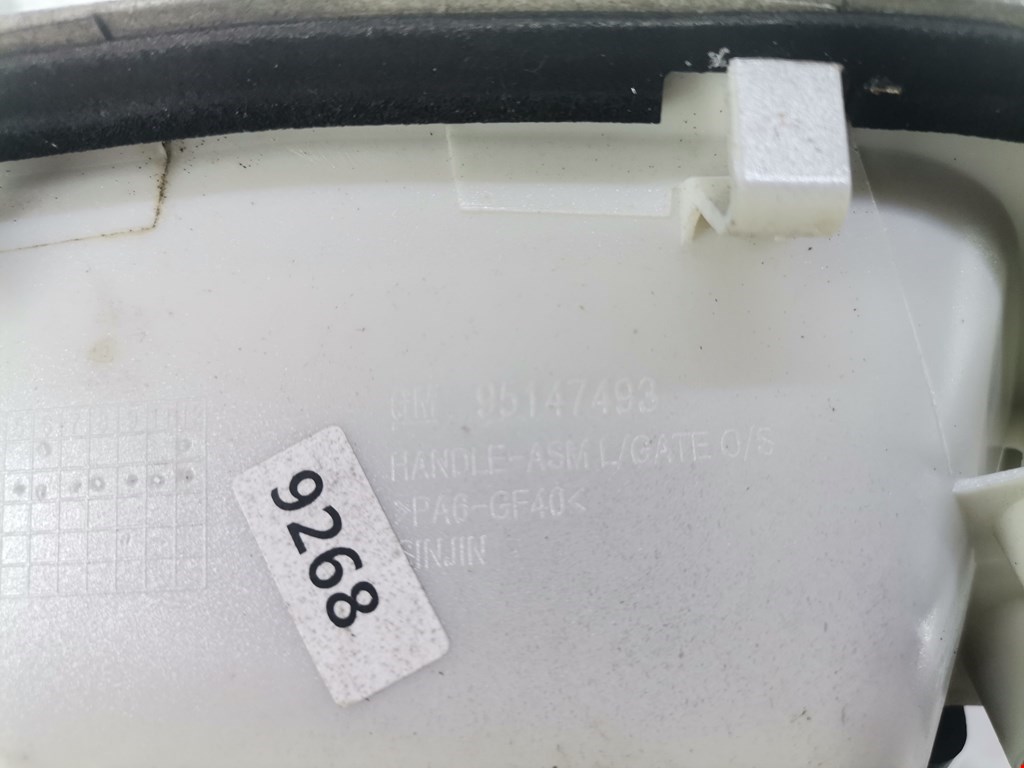 GM 95147493
HANDLE-ASM L/GATE O/S
>PA6-GF40<
SINJIN
9268